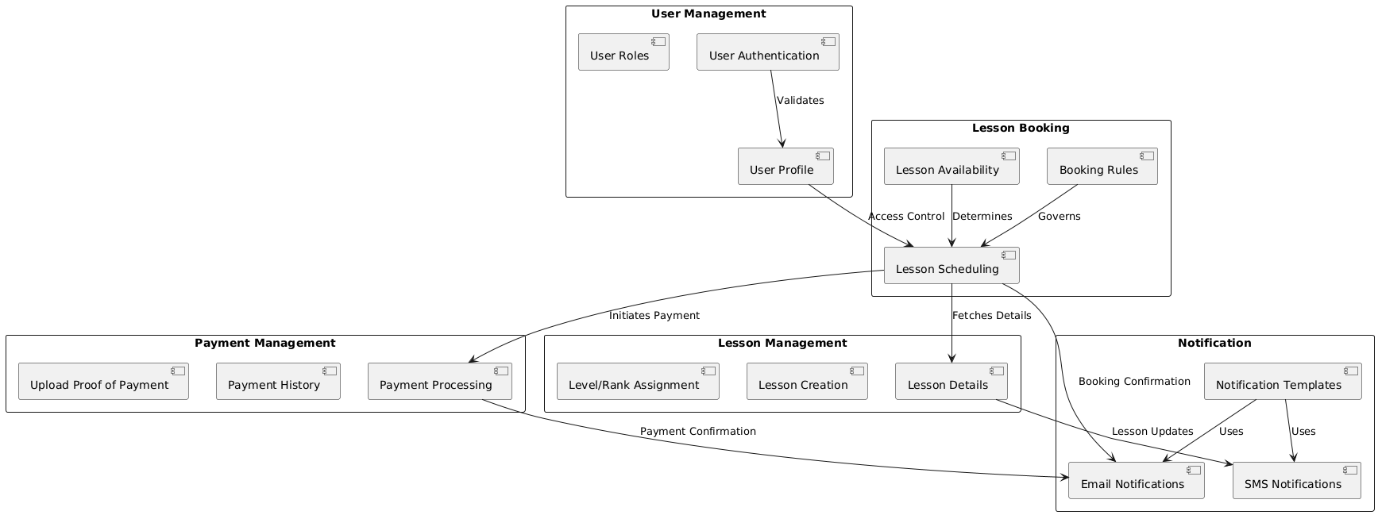 User Management
User Roles
User Authentication
Validates
User Profile
Lesson Booking
Lesson Availability
Booking Rules
Access Control
Determines
Governs
Lesson Scheduling
Initiates Payment
Fetches Details
Booking Confirmation
Payment Management
Upload Proof of Payment
Payment History
Payment Processing
Payment Confirmation
Lesson Management
Level/Rank Assignment
Lesson Creation
Lesson Details
Lesson Updates
Notification
Notification Templates
Uses
Uses
Email Notifications
SMS Notifications